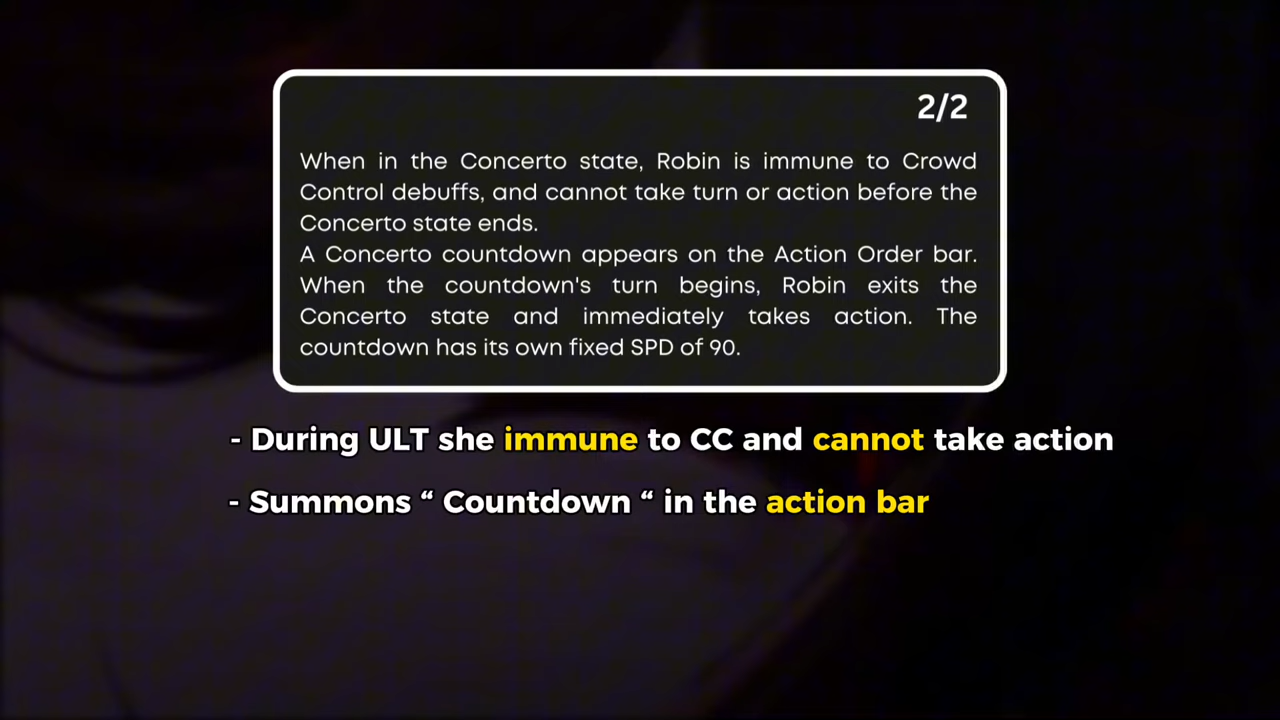 2/2
When in the Concerto state, Robin is immune to Crowd
Control debuffs, and cannot take turn or action before the
Concerto state ends.
A Concerto countdown appears on the Action Order bar.
When the countdown's turn begins, Robin exits the
Concerto state and immediately takes action. The
countdown has its own fixed SPD of 90.
- During ULT she immune to CC and cannot take action
- Summons “ Countdown “ in the action bar